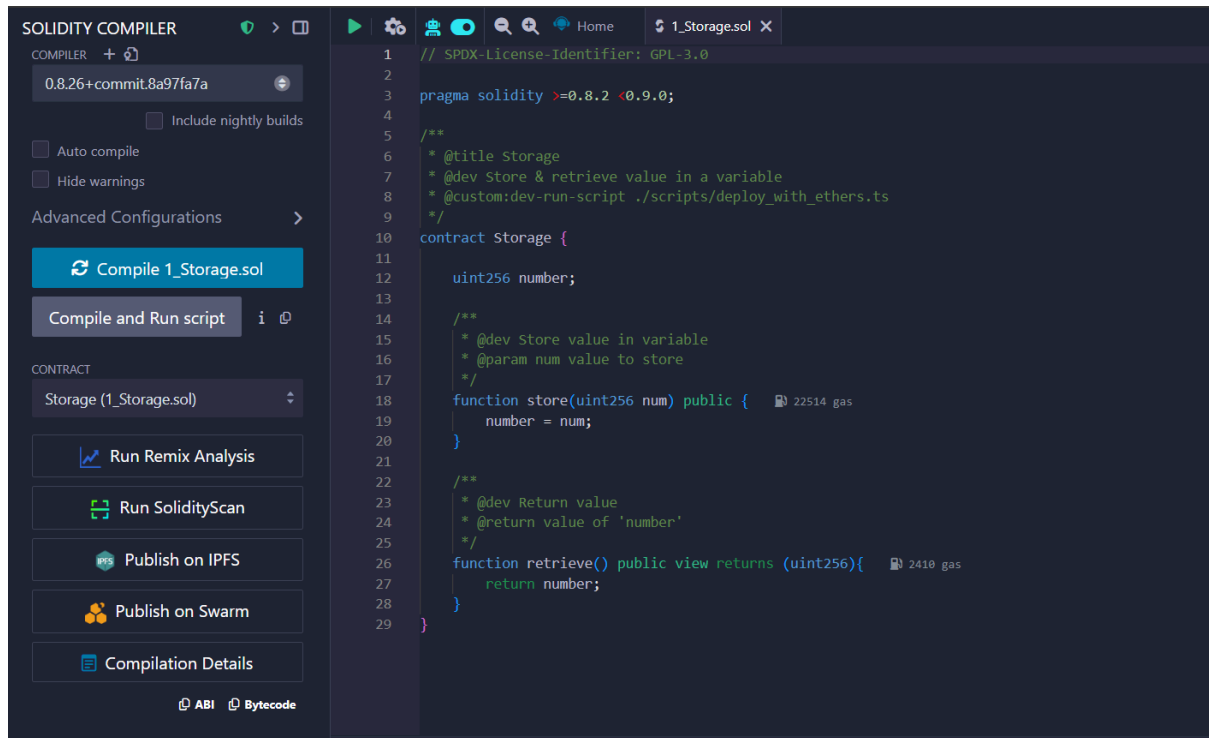 SOLIDITY COMPILER
COMPILER
0.8.26+commit.8a97fa7a
Include nightly builds
Auto compile
Hide warnings
Advanced Configurations
Compile 1_Storage.sol
Compile and Run script
i
CONTRACT
Storage (1_Storage.sol)
Run Remix Analysis
Run SolidityScan
IPFS Publish on IPFS
Publish on Swarm
Compilation Details
ABI Bytecode
Home 1_Storage.sol
1 // SPDX-License-Identifier: GPL-3.0
2
3 pragma solidity >=0.8.2 <0.9.0;
4
5 /**
6  * @title Storage
7  * @dev Store & retrieve value in a variable
8  * @custom:dev-run-script ./scripts/deploy_with_ethers.ts
9  */
10 contract Storage {
11
12     uint256 number;
13
14     /**
15      * @dev Store value in variable
16      * @param num value to store
17      */
18     function store(uint256 num) public {    22514 gas
19         number = num;
20     }
21
22     /**
23      * @dev Return value
24      * @return value of 'number'
25      */
26     function retrieve() public view returns (uint256){    2410 gas
27         return number;
28     }
29 }